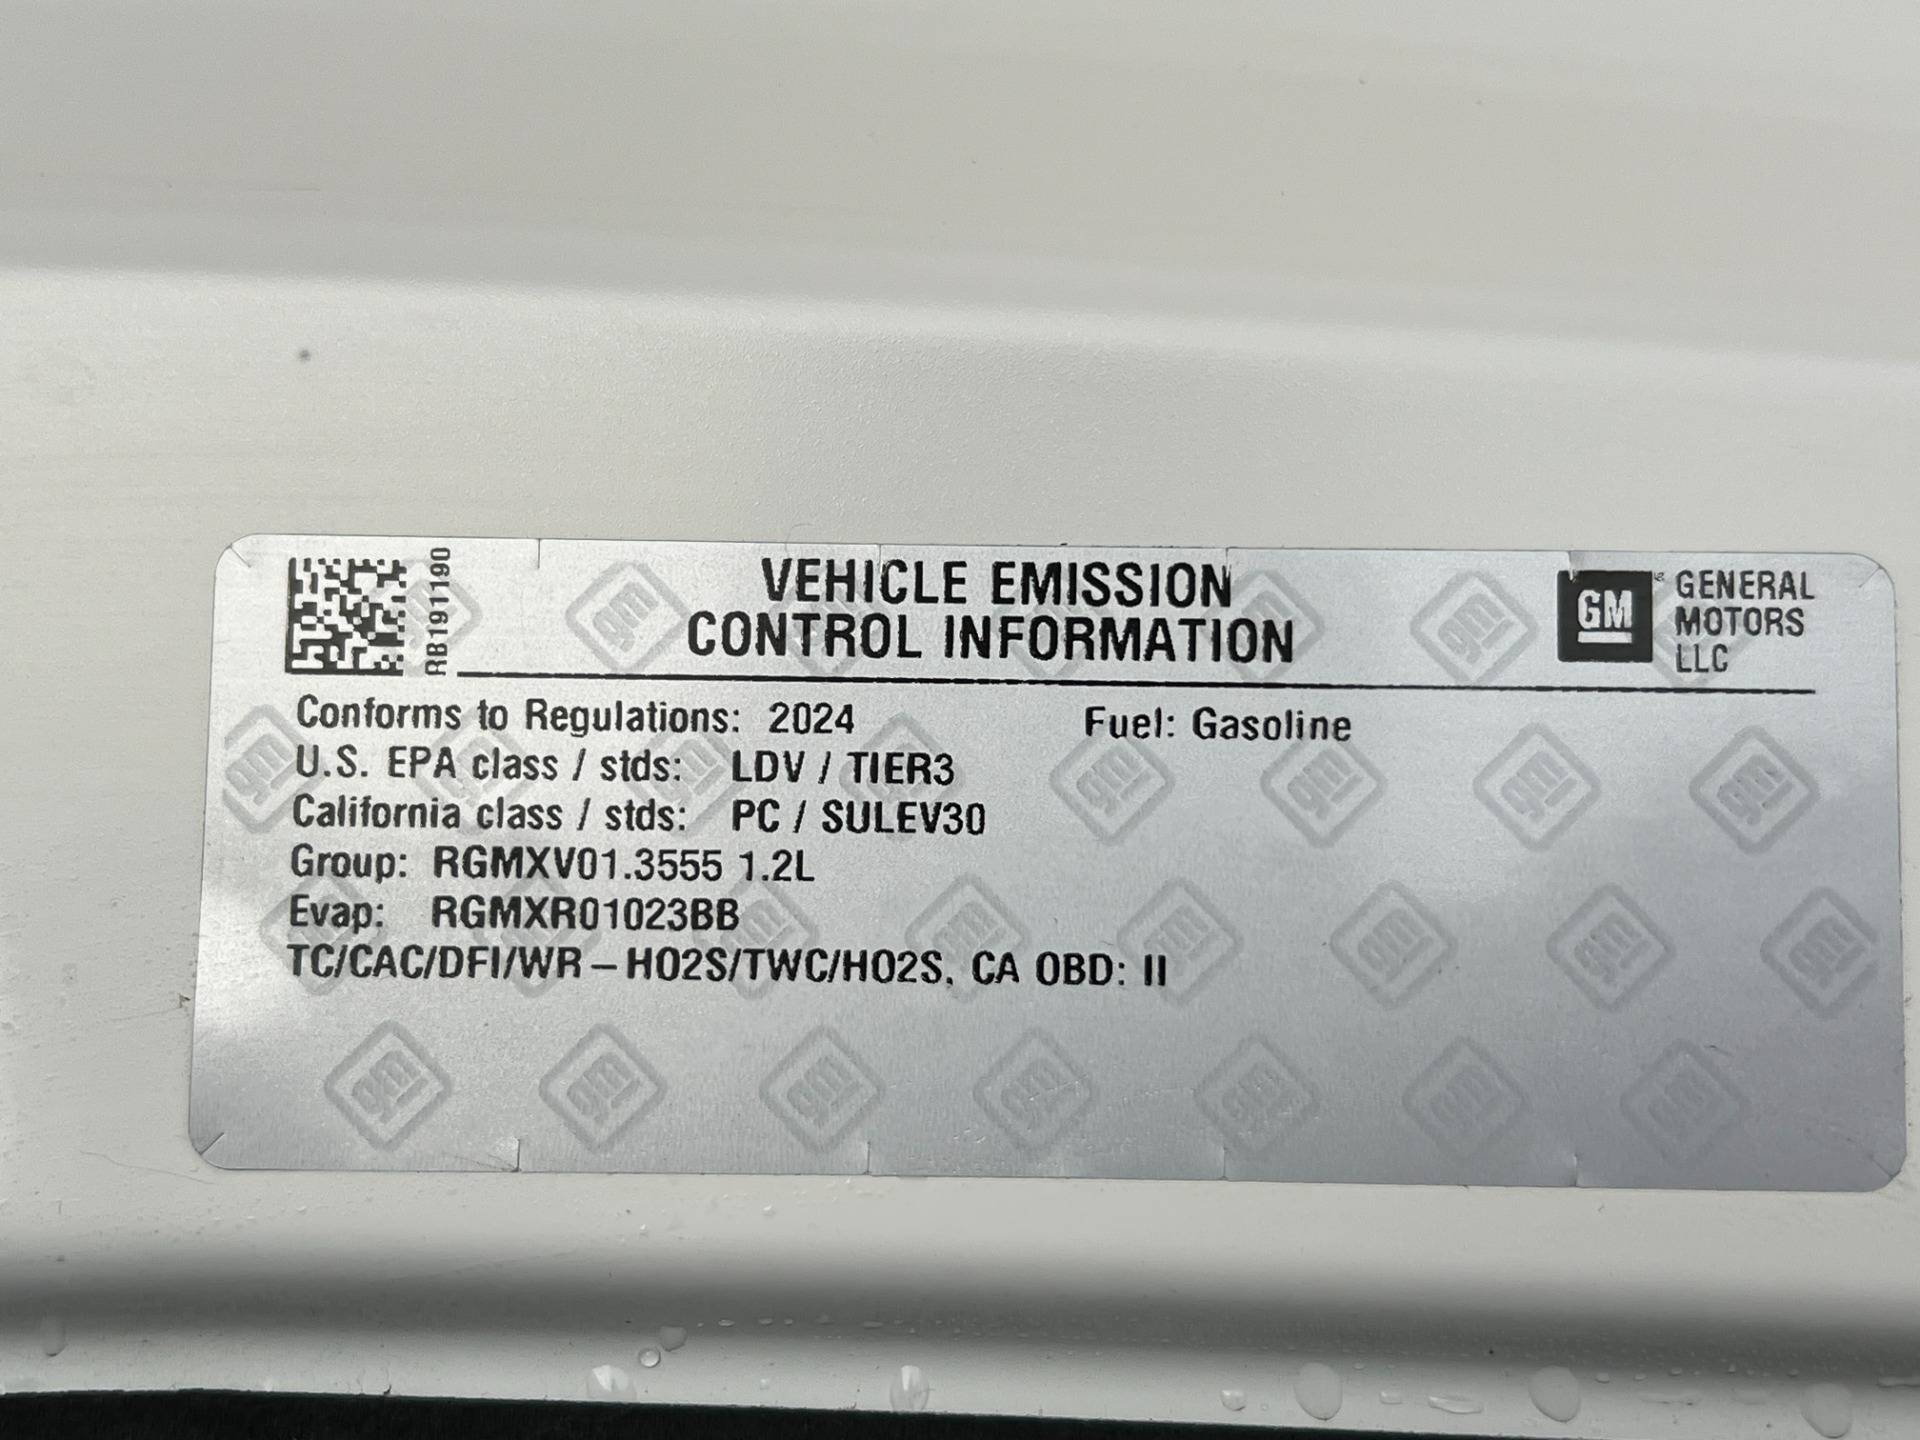 RB191190
VEHICLE EMISSION
CONTROL INFORMATION
GM
GENERAL
MOTORS
LLC
Conforms to Regulations: 2024 Fuel: Gasoline
U.S. EPA class / stds: LDV / TIER3
California class / stds: PC / SULEV30
Group: RGMXV01.3555 1.2L
Evap: RGMXR01023BB
TC/CAC/DFI/WR – HO2S/TWC/HO2S, CA OBD: II